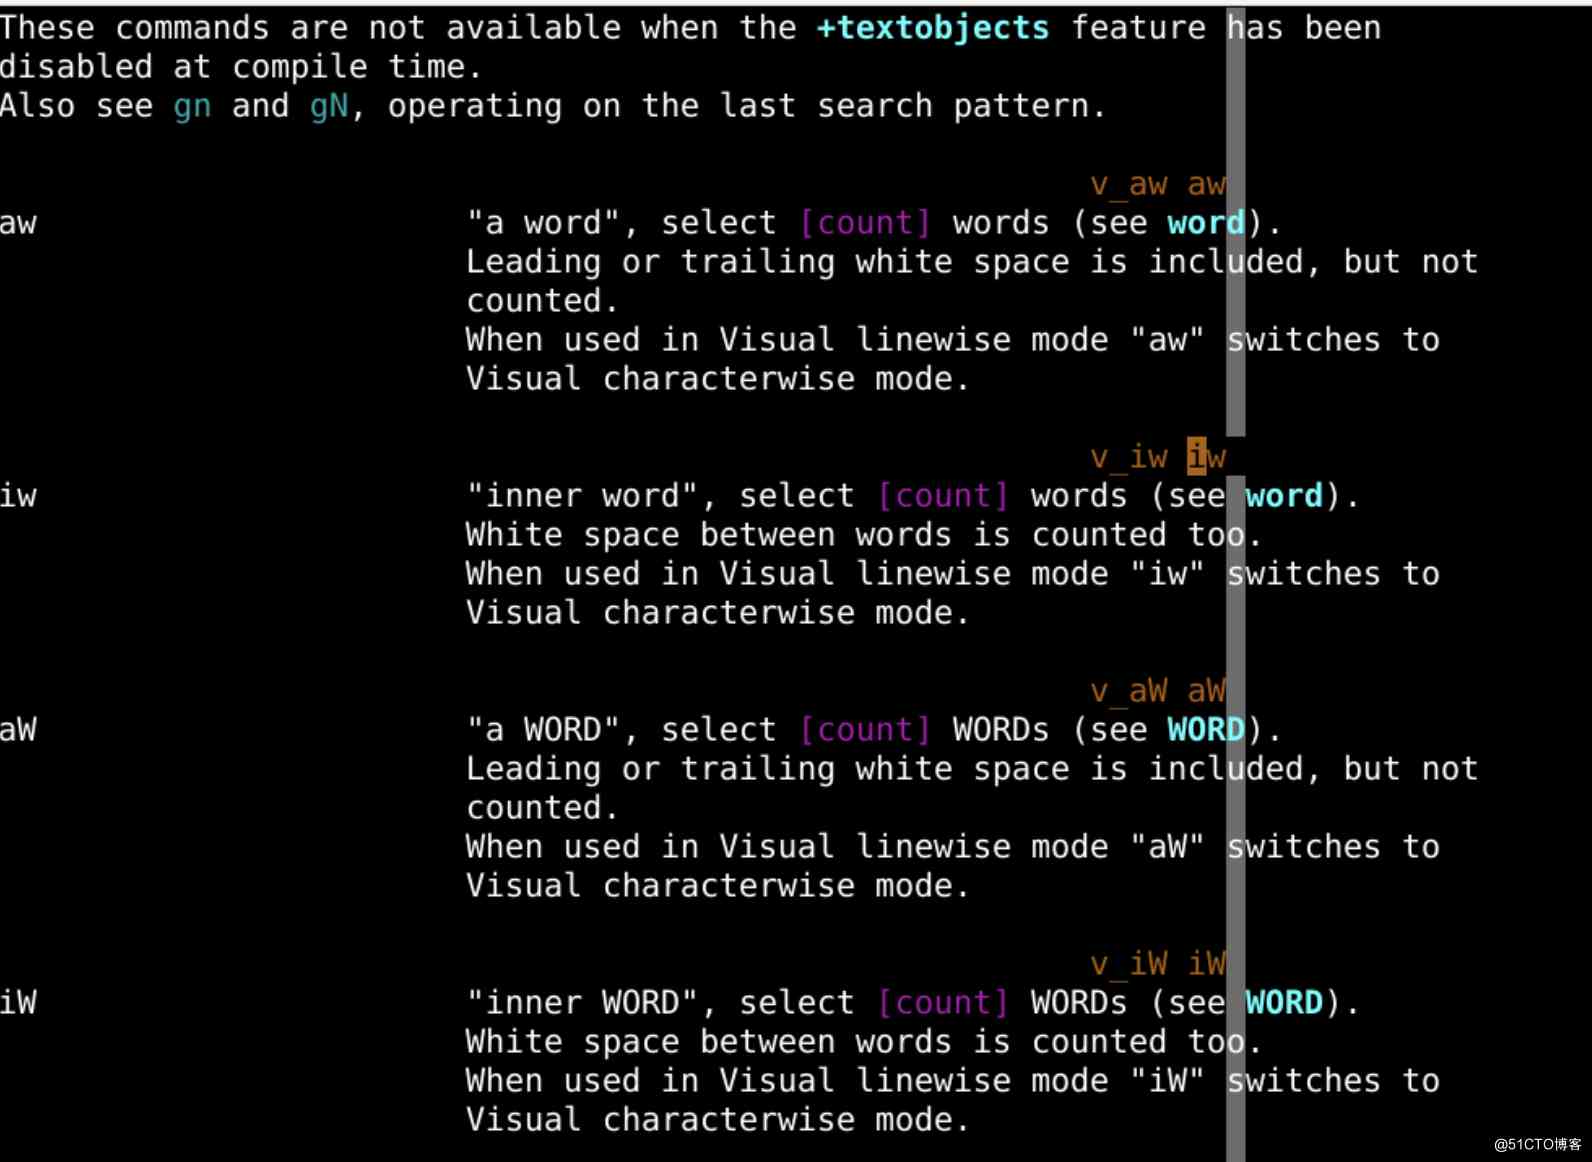 These commands are not available when the +textobjects feature has been
disabled at compile time.
Also see gn and gN, operating on the last search pattern.
v_aw aw
aw "a word", select [count] words (see word).
Leading or trailing white space is included, but not
counted.
When used in Visual linewise mode "aw" switches to
Visual characterwise mode.
v_iw iw
iw "inner word", select [count] words (see word).
White space between words is counted too.
When used in Visual linewise mode "iw" switches to
Visual characterwise mode.
v_aW aW
aW "a WORD", select [count] WORDs (see WORD).
Leading or trailing white space is included, but not
counted.
When used in Visual linewise mode "aW" switches to
Visual characterwise mode.
v_iW iW
iW "inner WORD", select [count] WORDs (see WORD).
White space between words is counted too.
When used in Visual linewise mode "iW" switches to
Visual characterwise mode.
@51CTO博客